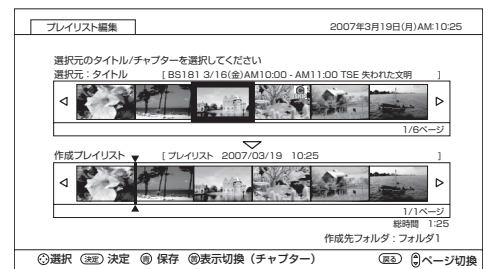 プレイリスト編集
2007年3月19日(月)AM:10:25
選択元のタイトル/チャプターを選択してください
選択元：タイトル [ BS181 3/16(金)AM10:00 - AM11:00 TSE 失われた文明 ]
1/6ページ
作成プレイリスト [ プレイリスト 2007/03/19 10:25 ]
1/1ページ
総時間 1:25
作成先フォルダ：フォルダ1
選択 決定 決定 青 保存 表示切換（チャプター） 戻る ページ切換